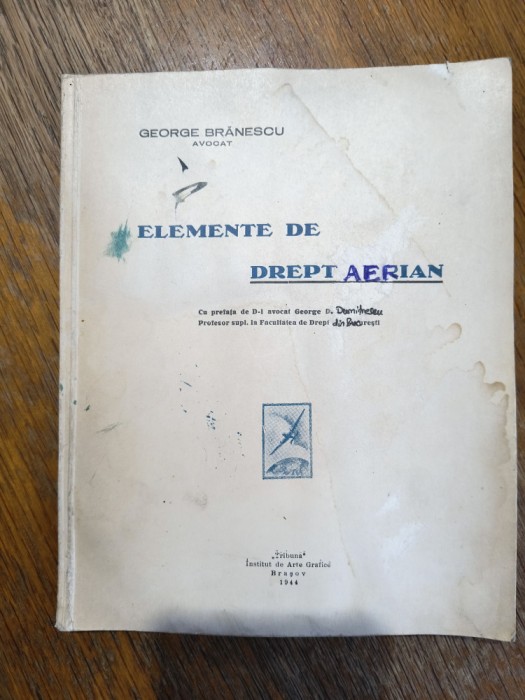 GEORGE BRĂNESCU
AVOCAT
ELEMENTE DE
DREPT AERIAN
Cu prefața de D-l avocat George D. Dumitrescu
Profesor supl. la Facultatea de Drept din București
„Tribuna”
Institut de Arte Grafice
Brașov
1944